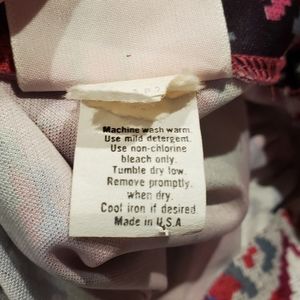 Machine wash warm.
Use mild detergent.
Use non-chlorine
bleach only.
Tumble dry low.
Remove promptly
when dry.
Cool iron if desired
Made in U.S.A